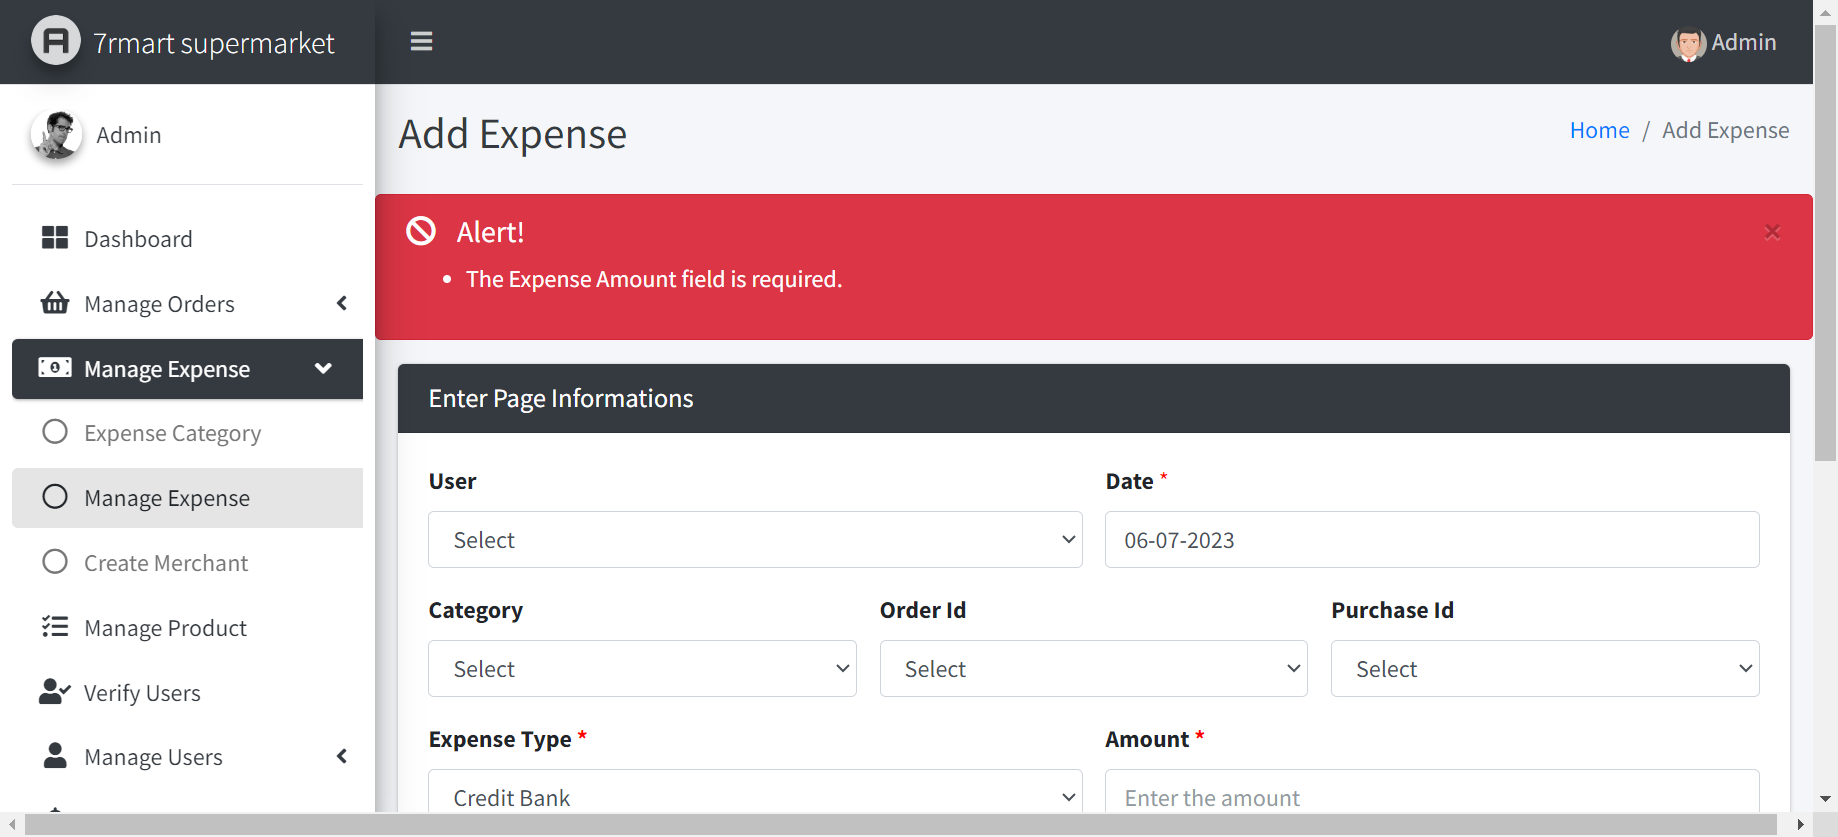 7rmart supermarket
Admin
Admin
Add Expense
Home / Add Expense
Alert!
×
• The Expense Amount field is required.
Dashboard
Manage Orders
Manage Expense
Expense Category
Manage Expense
Create Merchant
Manage Product
Verify Users
Manage Users
Enter Page Informations
User
Date *
Select
06-07-2023
Category
Order Id
Purchase Id
Select
Select
Select
Expense Type *
Amount *
Credit Bank
Enter the amount